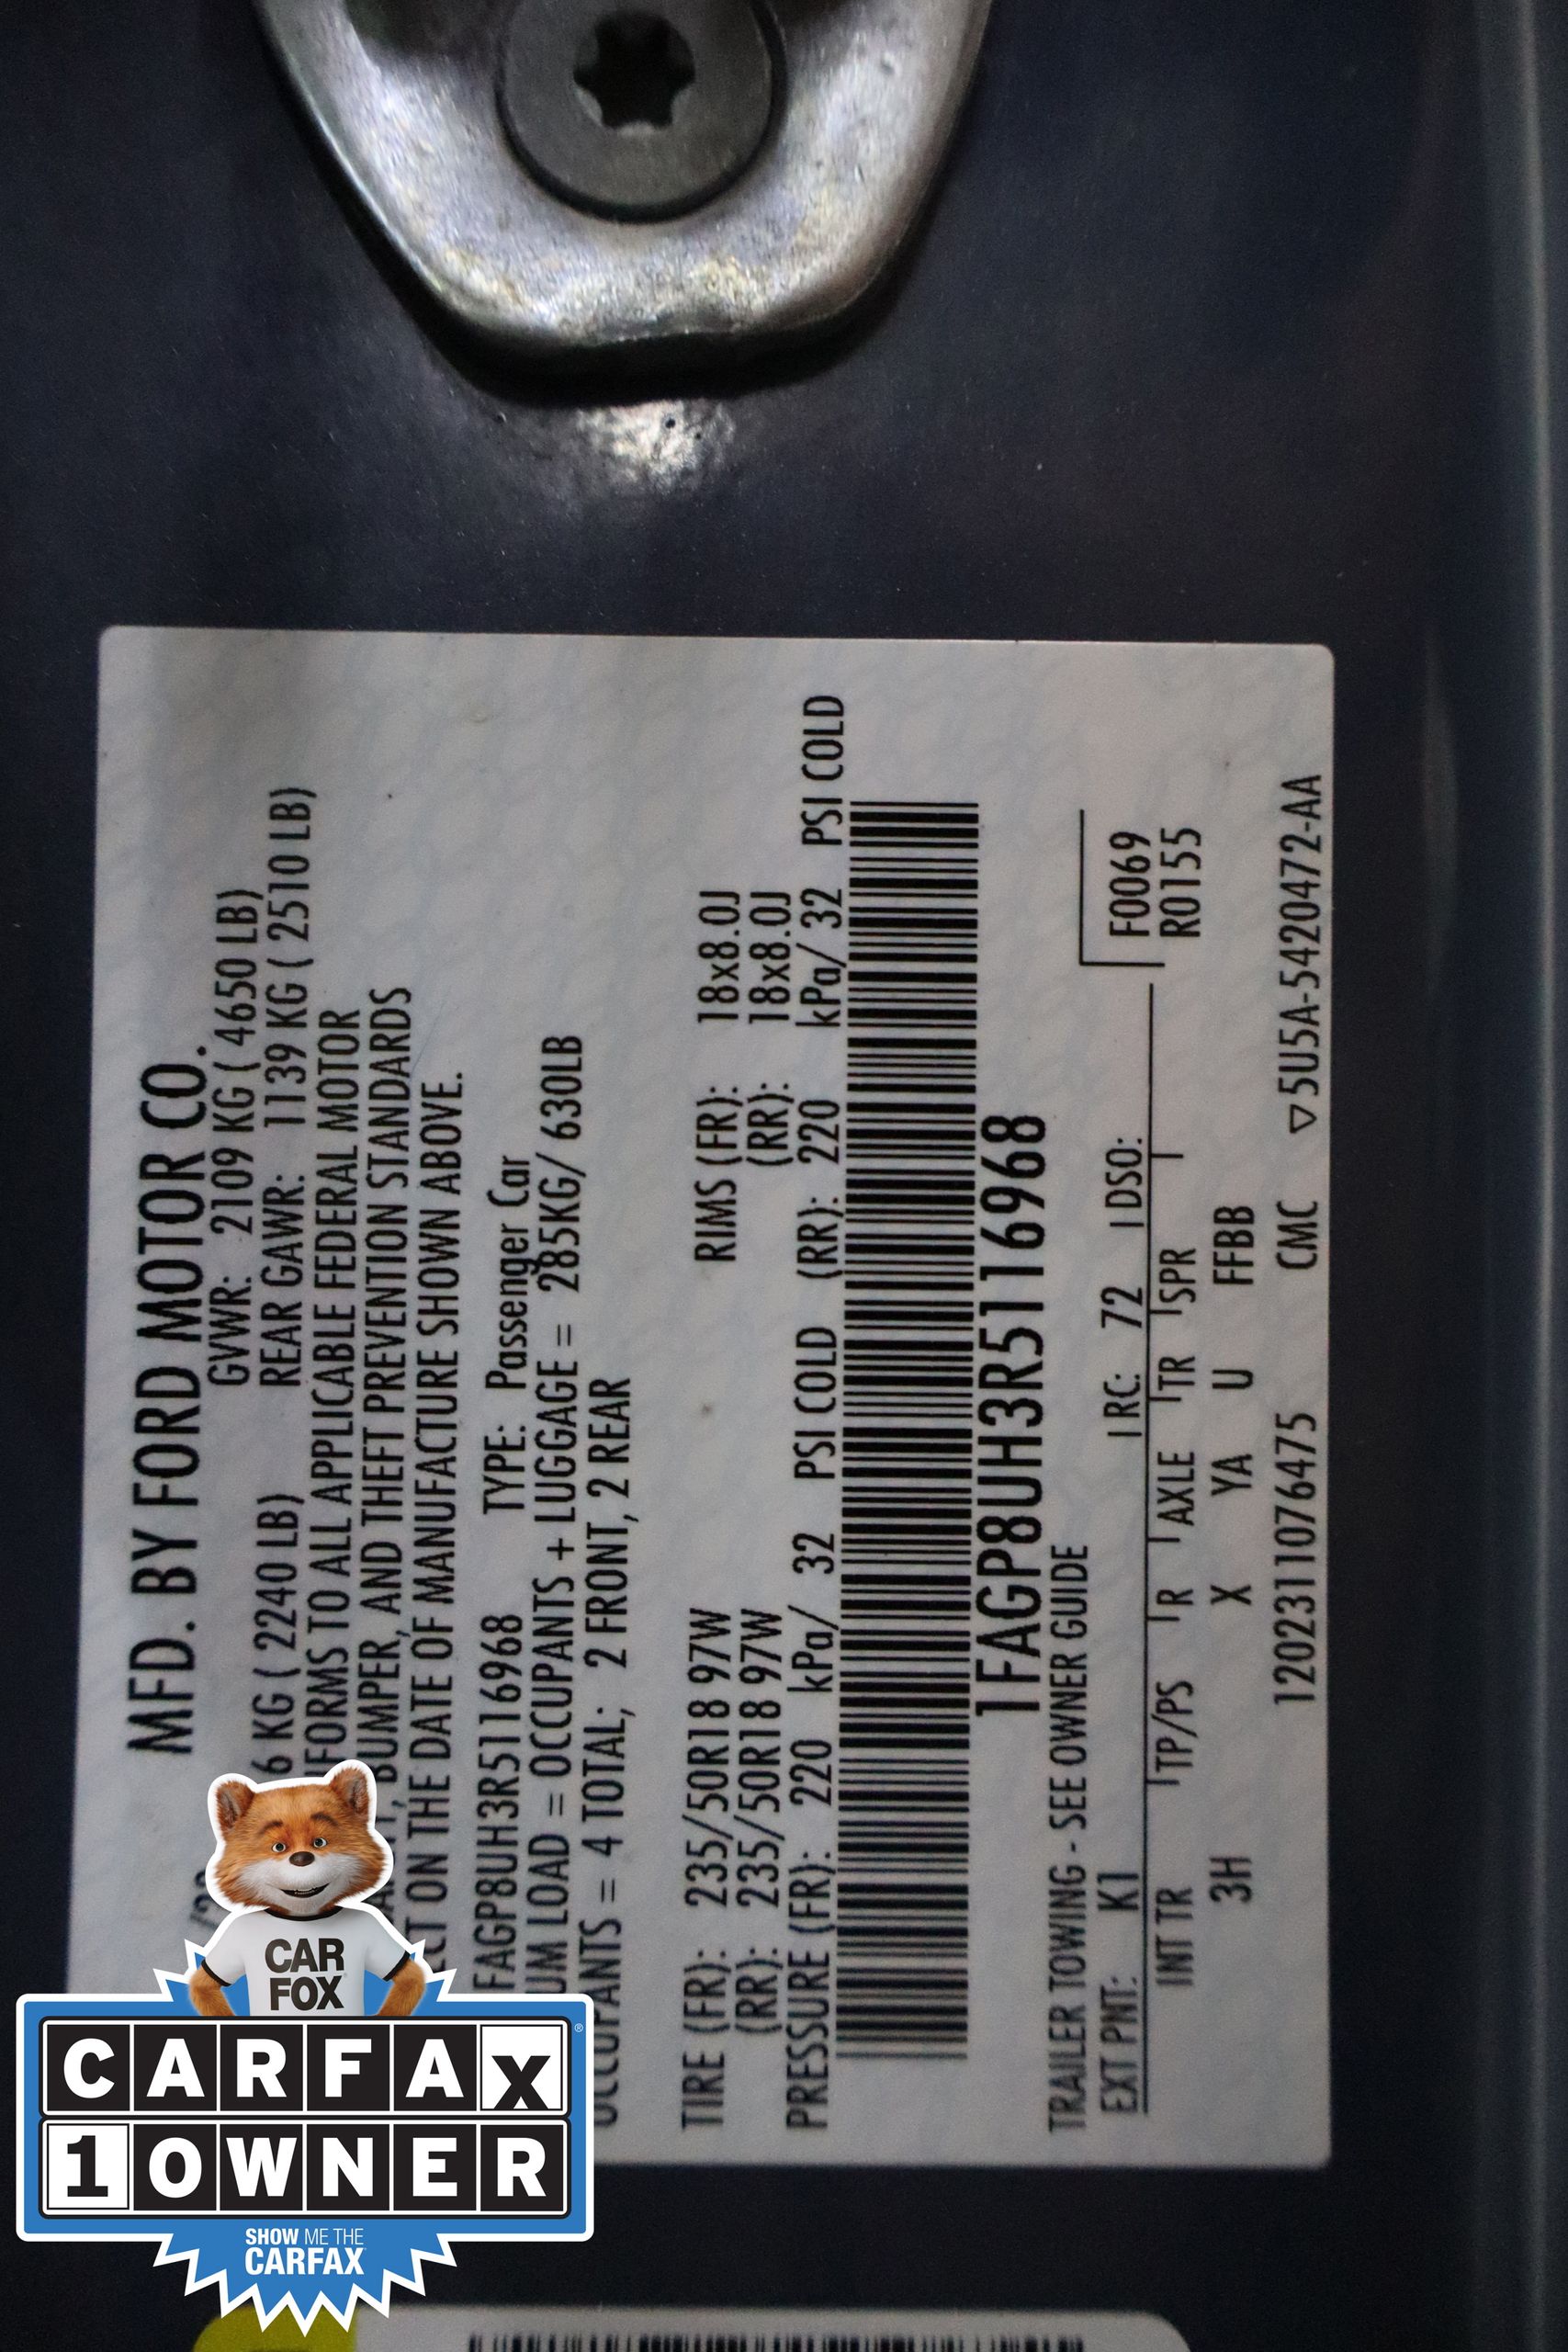 MFD. BY FORD MOTOR CO.
GVWR: 2109 KG ( 4650 LB)
6 KG ( 2240 LB) REAR GAWR: 1139 KG ( 2510 LB)
FORMS TO ALL APPLICABLE FEDERAL MOTOR
BUMPER, AND THEFT PREVENTION STANDARDS
ECT ON THE DATE OF MANUFACTURE SHOWN ABOVE.
FAGP8UH3R5116968 TYPE: Passenger Car
UM LOAD = OCCUPANTS + LUGGAGE = 285KG/ 630LB
OCCUPANTS = 4 TOTAL; 2 FRONT, 2 REAR
TIRE (FR): 235/50R18 97W RIMS (FR): 18x8.0J
(RR): 235/50R18 97W (RR): 18x8.0J
PRESSURE (FR): 220 kPa/ 32 PSI COLD (RR): 220 kPa/ 32 PSI COLD
1FAGP8UH3R5116968
TRAILER TOWING - SEE OWNER GUIDE
EXT PNT: K1 RC: 72 DSO:
F0069
R0155
INT TR TP/PS R AXLE TR SPR
3H X YA U FFBB
1202311076475 CMC ▽5U5A-5420472-AA
CAR
FOX
CARFAX®
1 OWNER
SHOW ME THE
CARFAX